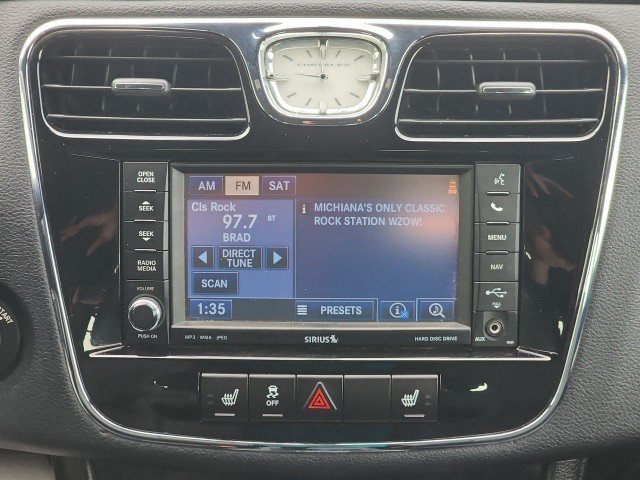 CHRYSLER
OPEN
CLOSE
SEEK
SEEK
RADIO
MEDIA
VOLUME
PUSH ON
AM FM SAT
Cls Rock
97.7 ST
BRAD
DIRECT
TUNE
SCAN
1:35
PRESETS
i MICHIANA'S ONLY CLASSIC
ROCK STATION WZOW!
MENU
NAV
AUX
MP3 · WMA · JPEG
SIRIUS
HARD DISC DRIVE
START
OFF